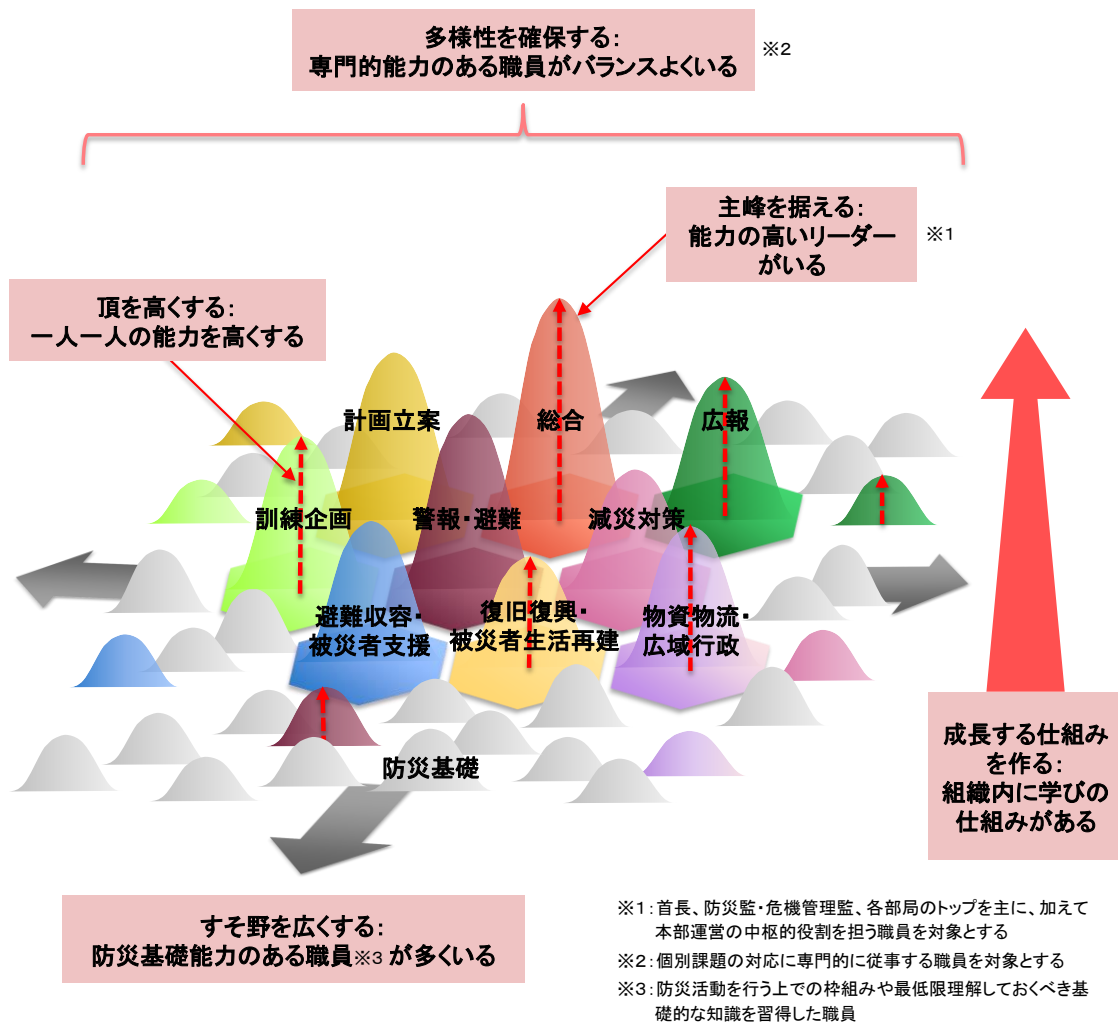 多様性を確保する:
専門的能力のある職員がバランスよくいる
※2
主峰を据える:
能力の高いリーダー
がいる
※1
頂を高くする:
一人一人の能力を高くする
計画立案
総合
広報
訓練企画
警報・避難
減災対策
避難収容・
被災者支援
復旧復興・
被災者生活再建
物資物流・
広域行政
防災基礎
成長する仕組み
を作る:
組織内に学びの
仕組みがある
すそ野を広くする:
防災基礎能力のある職員※3 が多くいる
※1:首長、防災監・危機管理監、各部局のトップを主に、加えて
本部運営の中枢的役割を担う職員を対象とする
※2:個別課題の対応に専門的に従事する職員を対象とする
※3:防災活動を行う上での枠組みや最低限理解しておくべき基
礎的な知識を習得した職員